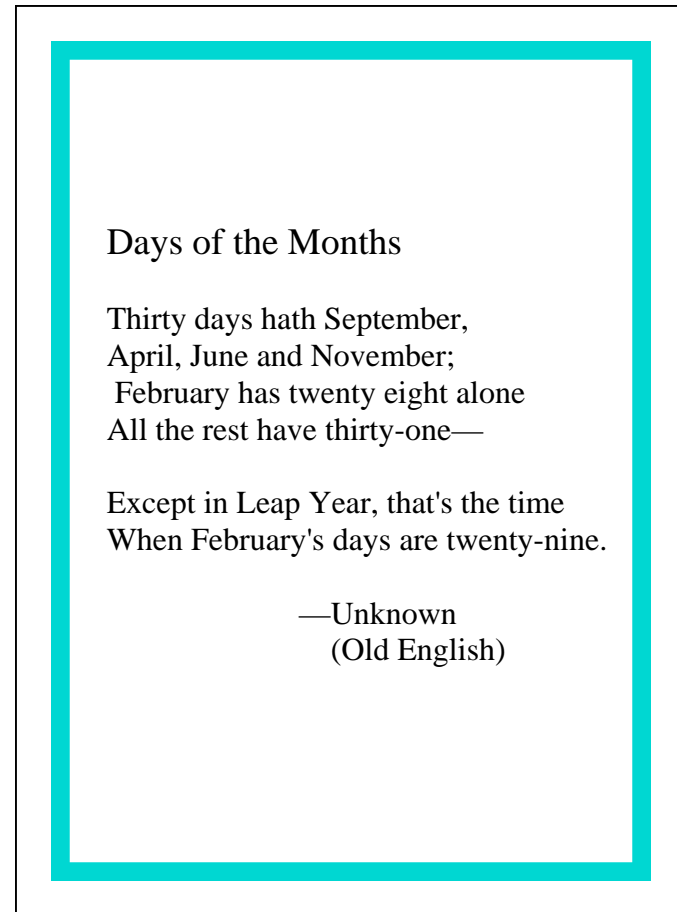 Days of the Months
Thirty days hath September,
April, June and November;
February has twenty eight alone
All the rest have thirty-one—
Except in Leap Year, that's the time
When February's days are twenty-nine.
—Unknown
(Old English)